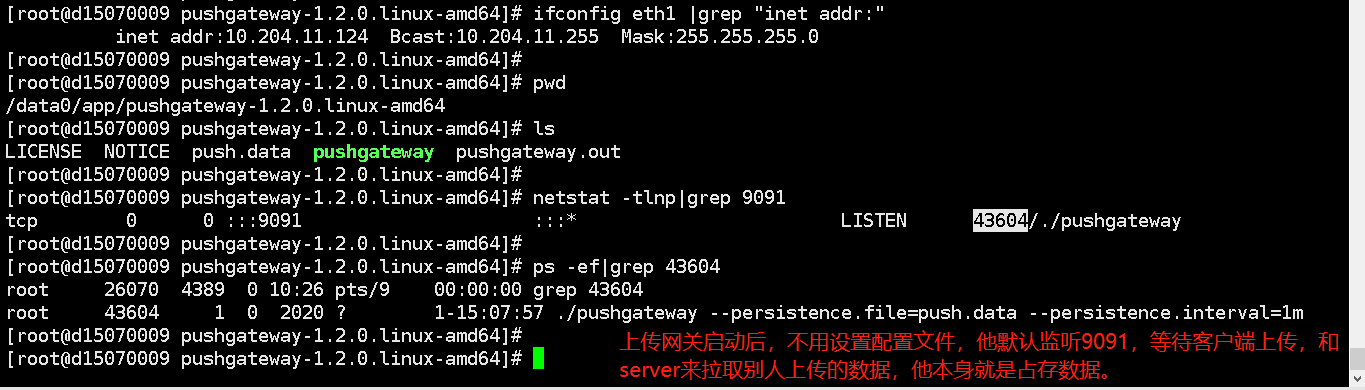 [root@d15070009 pushgateway-1.2.0.linux-amd64]# ifconfig eth1 |grep "inet addr:"
          inet addr:10.204.11.124  Bcast:10.204.11.255  Mask:255.255.255.0
[root@d15070009 pushgateway-1.2.0.linux-amd64]#
[root@d15070009 pushgateway-1.2.0.linux-amd64]# pwd
/data0/app/pushgateway-1.2.0.linux-amd64
[root@d15070009 pushgateway-1.2.0.linux-amd64]# ls
LICENSE  NOTICE  push.data  pushgateway  pushgateway.out
[root@d15070009 pushgateway-1.2.0.linux-amd64]#
[root@d15070009 pushgateway-1.2.0.linux-amd64]# netstat -tlnp|grep 9091
tcp        0      0 :::9091                     :::*                        LISTEN      43604/./pushgateway
[root@d15070009 pushgateway-1.2.0.linux-amd64]#
[root@d15070009 pushgateway-1.2.0.linux-amd64]# ps -ef|grep 43604
root     26070  4389  0 10:26 pts/9    00:00:00 grep 43604
root     43604     1  0  2020 ?        1-15:07:57 ./pushgateway --persistence.file=push.data --persistence.interval=1m
[root@d15070009 pushgateway-1.2.0.linux-amd64]#
[root@d15070009 pushgateway-1.2.0.linux-amd64]#
上传网关启动后，不用设置配置文件，他默认监听9091，等待客户端上传，和
server来拉取别人上传的数据，他本身就是占存数据。